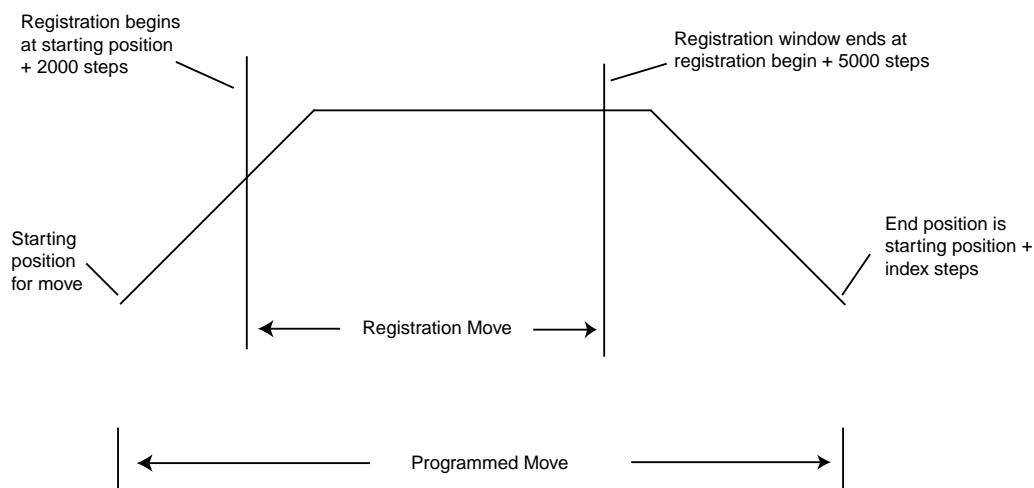 Registration begins
at starting position
+ 2000 steps
Registration window ends at
registration begin + 5000 steps
Starting
position
for move
End position is
starting position +
index steps
Registration Move
Programmed Move